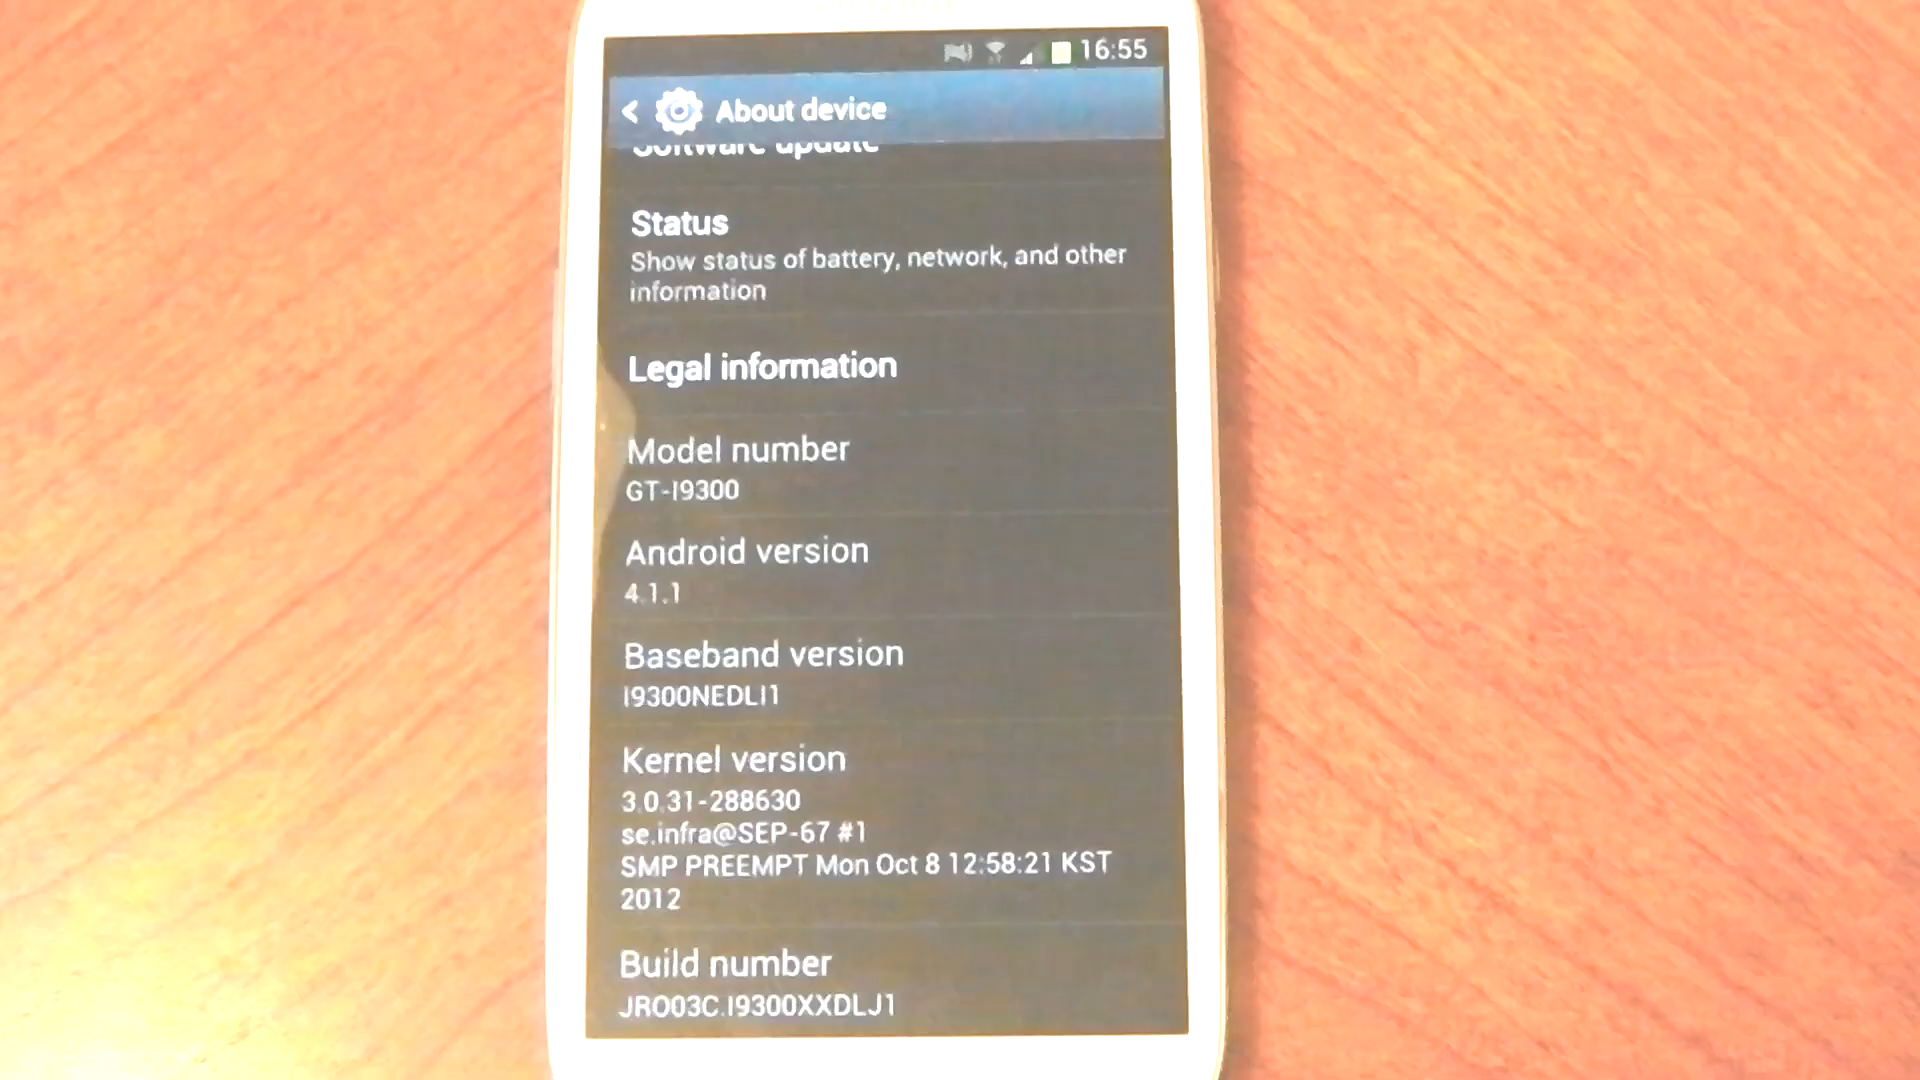 16:55
About device
Software update
Status
Show status of battery, network, and other
information
Legal information
Model number
GT-I9300
Android version
4.1.1
Baseband version
I9300NEDLI1
Kernel version
3.0.31-288630
se.infra@SEP-67 #1
SMP PREEMPT Mon Oct 8 12:58:21 KST
2012
Build number
JRO03C.I9300XXDLJ1